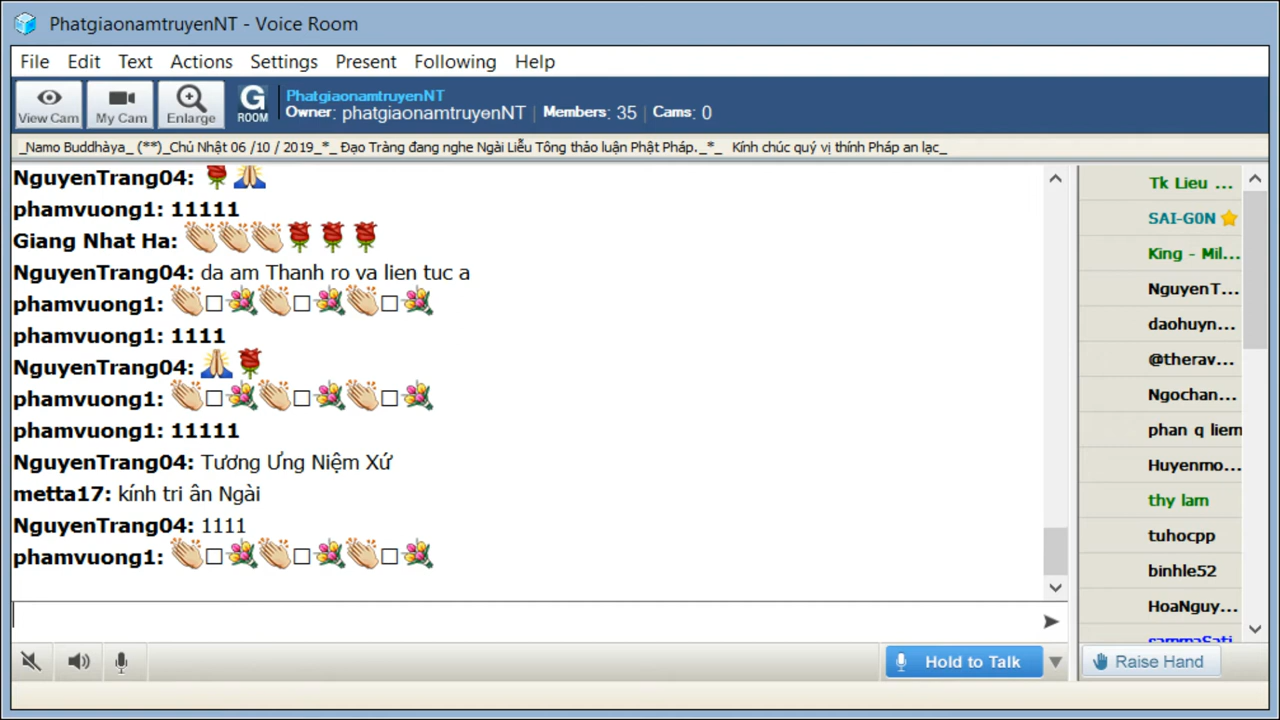 PhatgiaonamtruyenNT - Voice Room
File Edit Text Actions Settings Present Following Help
View Cam My Cam Enlarge G ROOM
PhatgiaonamtruyenNT
Owner: phatgiaonamtruyenNT | Members: 35 | Cams: 0
_Namo Buddhàya_ (**)_Chủ Nhật 06 /10 / 2019_*_ Đạo Tràng đang nghe Ngài Liễu Tông thảo luận Phật Pháp._*_ Kính chúc quý vị thính Pháp an lạc_
NguyenTrang04: 🌹🙏
phamvuong1: 11111
Giang Nhat Ha: 👏👏👏🌹🌹🌹
NguyenTrang04: da am Thanh ro va lien tuc a
phamvuong1: 👏□💐👏□💐👏□💐
phamvuong1: 1111
NguyenTrang04: 🙏🌹
phamvuong1: 👏□💐👏□💐👏□💐
phamvuong1: 11111
NguyenTrang04: Tương Ưng Niệm Xứ
metta17: kính tri ân Ngài
NguyenTrang04: 1111
phamvuong1: 👏□💐👏□💐👏□💐
Tk Lieu ...
SAI-G0N
King - Mil...
NguyenT...
daohuyn...
@therav...
Ngochan...
phan q liem
Huyenmo...
thy lam
tuhocpp
binhle52
HoaNguy...
sammaSati
Hold to Talk
Raise Hand